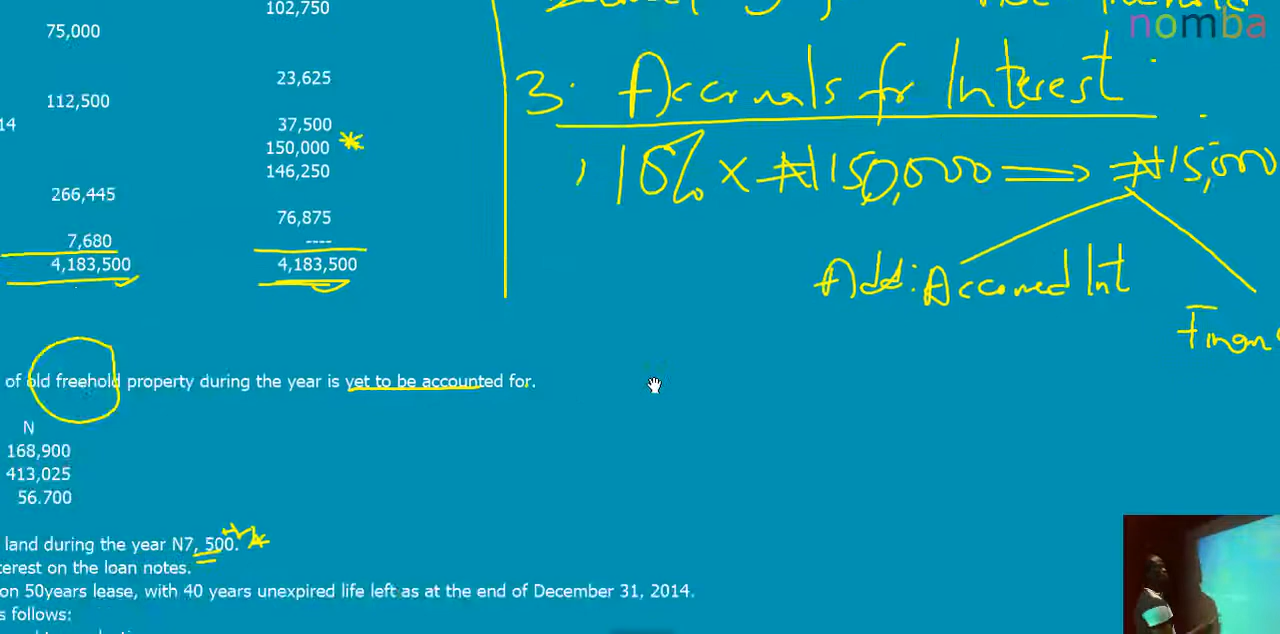 102,750
75,000
23,625
112,500
14
37,500
150,000 *
146,250
266,445
76,875
7,680
----
4,183,500
4,183,500
of old freehold property during the year is yet to be accounted for.
N
168,900
413,025
56.700
land during the year N7, 500.
erest on the loan notes.
on 50years lease, with 40 years unexpired life left as at the end of December 31, 2014.
s follows:
nomba
3. Accruals for Interest
10% × ₦150,000 ⟹ ₦15,000
Add: Accrued Int
Finan